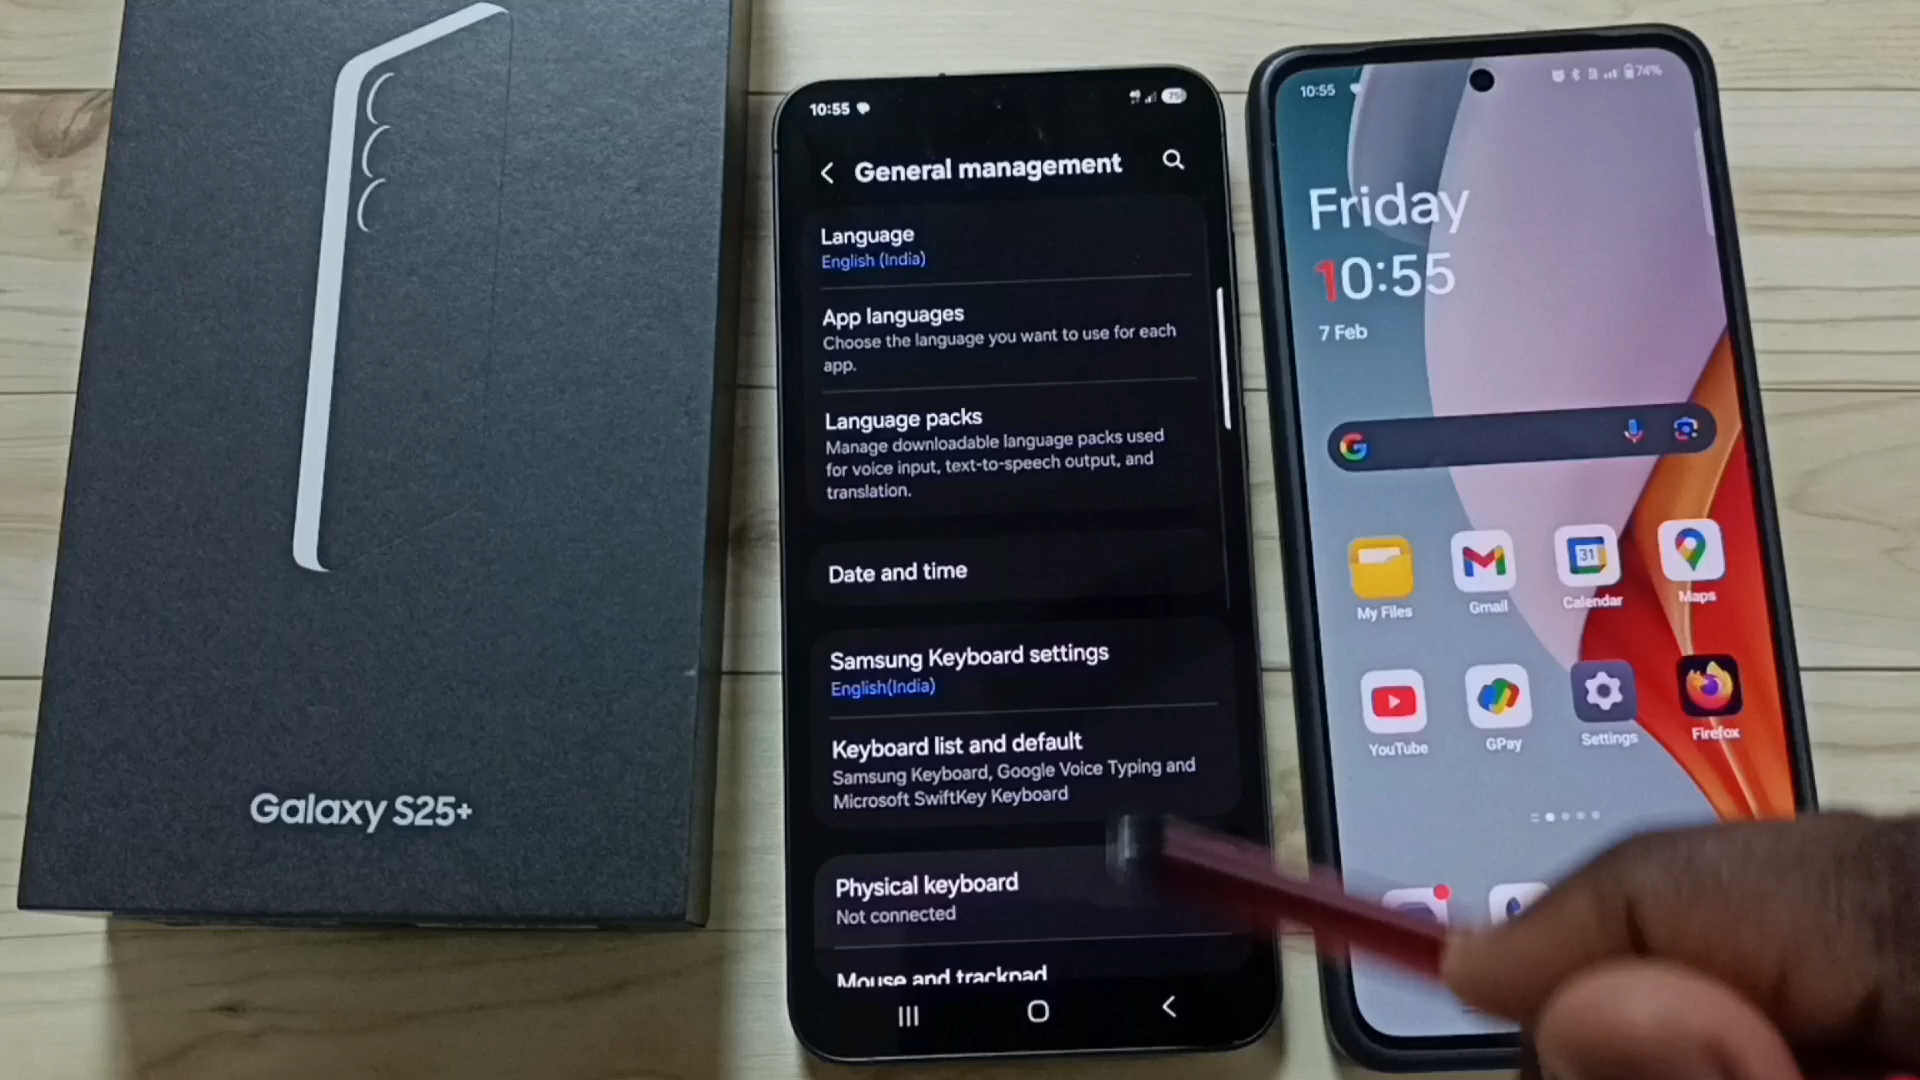 Galaxy S25+
10:55
75
General management
Language
English (India)
App languages
Choose the language you want to use for each
app.
Language packs
Manage downloadable language packs used
for voice input, text-to-speech output, and
translation.
Date and time
Samsung Keyboard settings
English(India)
Keyboard list and default
Samsung Keyboard, Google Voice Typing and
Microsoft SwiftKey Keyboard
Physical keyboard
Not connected
Mouse and trackpad
10:55
74%
Friday
10:55
7 Feb
31
My Files
Gmail
Calendar
Maps
YouTube
GPay
Settings
Firefox